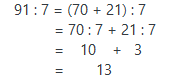 91 : 7 = (70 + 21) : 7
= 70 : 7 + 21 : 7
= 10 + 3
= 13